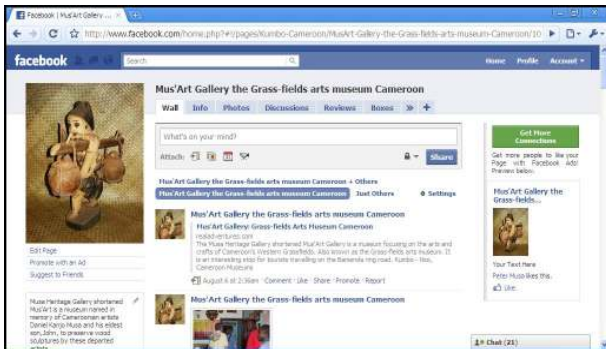 Facebook | Mus'Art Gallery ...
http://www.facebook.com/home.php?#!/pages/Kumbo-Cameroon/MusArt-Gallery-the-Grass-fields-arts-museum-Cameroon/10
facebook
Search
Home Profile Account
Mus'Art Gallery the Grass-fields arts museum Cameroon
Wall Info Photos Discussions Reviews Boxes » +
What's on your mind?
Attach:
Share
Mus'Art Gallery the Grass-fields arts museum Cameroon + Others
Mus'Art Gallery the Grass-fields arts museum Cameroon Just Others Settings
Mus'Art Gallery the Grass-fields arts museum Cameroon
Mus'Art Gallery: Grass-fields Arts Museum Cameroon
realadventures.com
The Musa Heritage Gallery shortened Mus'Art Gallery is a museum focusing on the arts and
crafts of Cameroon's Western Grassfields. Also known as the Grass-fields arts museum. It
is an interesting stop for tourists travelling on the Bamenda ring road. Kumbo - Nso,
Cameroon Museums
August 6 at 2:36am · Comment · Like · Share · Promote · Report
Mus'Art Gallery the Grass-fields arts museum Cameroon
Edit Page
Promote with an Ad
Suggest to Friends
Musa Heritage Gallery shortened
Mus'Art is a museum named in
memory of Cameroonian artists
Daniel Kanjo Musa and his eldest
son, John, to preserve wood
sculptures by these departed
artists
Get More
Connections
Get more people to like your
Page with Facebook Ads!
Preview below.
Mus'Art Gallery the
Grass-fields...
Your Text Here
Peter Musa likes this.
Like
Chat (21)